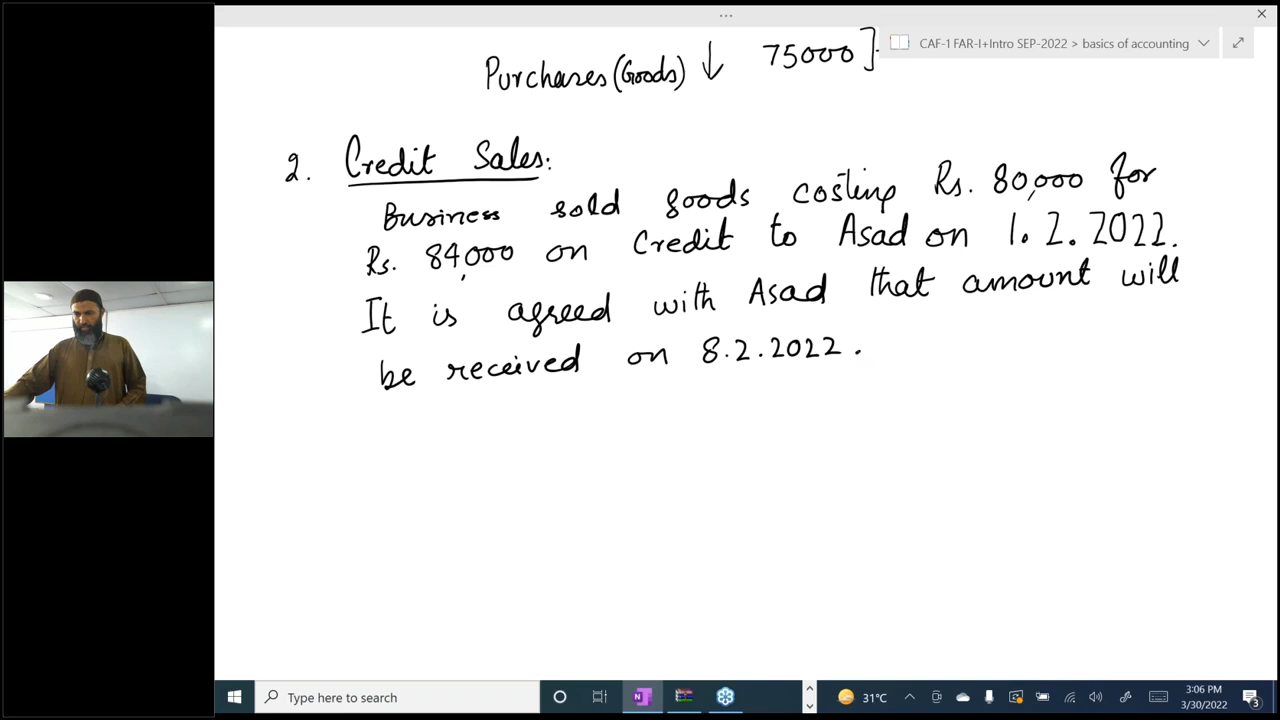 CAF-1 FAR-I+Intro SEP-2022 > basics of accounting
Purchases (Goods) ↓ 75000].
2. Credit Sales:
Business sold goods costing Rs. 80,000 for
Rs. 84,000 on Credit to Asad on 1.2.2022.
It is agreed with Asad that amount will
be received on 8.2.2022.
Type here to search
31°C
3:06 PM
3/30/2022
3